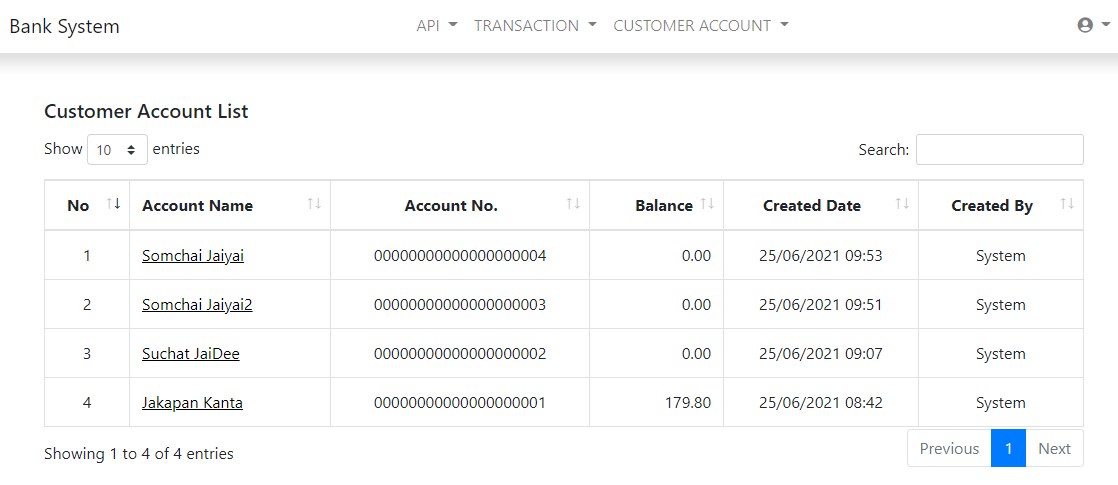 Bank System API TRANSACTION CUSTOMER ACCOUNT
Customer Account List
Show 10 entries Search:
No Account Name Account No. Balance Created Date Created By
1 Somchai Jaiyai 00000000000000000004 0.00 25/06/2021 09:53 System
2 Somchai Jaiyai2 00000000000000000003 0.00 25/06/2021 09:51 System
3 Suchat JaiDee 00000000000000000002 0.00 25/06/2021 09:07 System
4 Jakapan Kanta 00000000000000000001 179.80 25/06/2021 08:42 System
Showing 1 to 4 of 4 entries Previous 1 Next